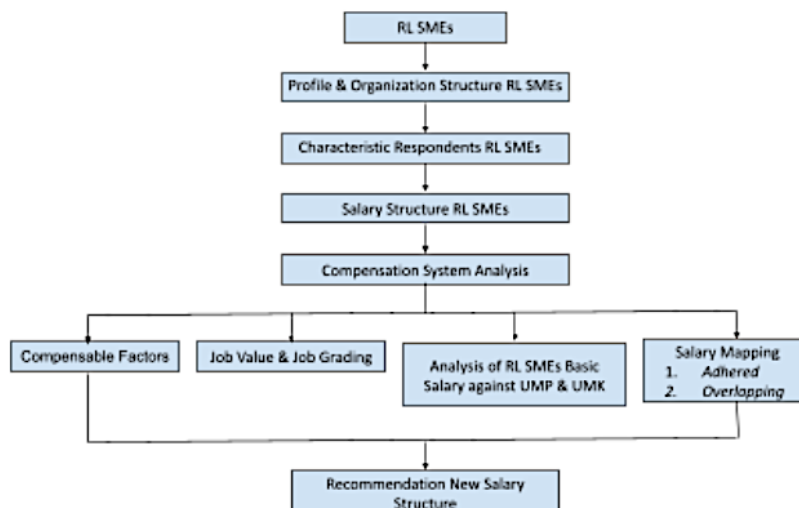 RL SMEs
Profile & Organization Structure RL SMEs
Characteristic Respondents RL SMEs
Salary Structure RL SMEs
Compensation System Analysis
Compensable Factors
Job Value & Job Grading
Analysis of RL SMEs Basic
Salary against UMP & UMK
Salary Mapping
1. Adhered
2. Overlapping
Recommendation New Salary
Structure